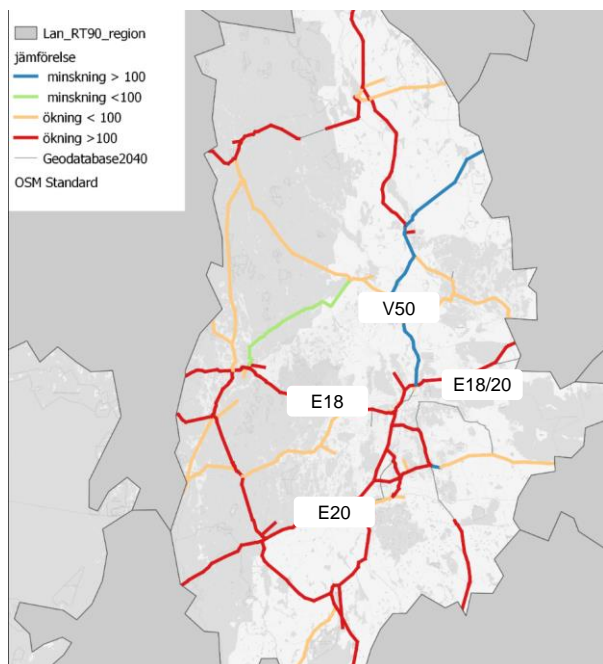 Lan_RT90_region
jämförelse
minskning > 100
minskning <100
ökning < 100
ökning >100
Geodatabase2040
OSM Standard
V50
E18/20
E18
E20